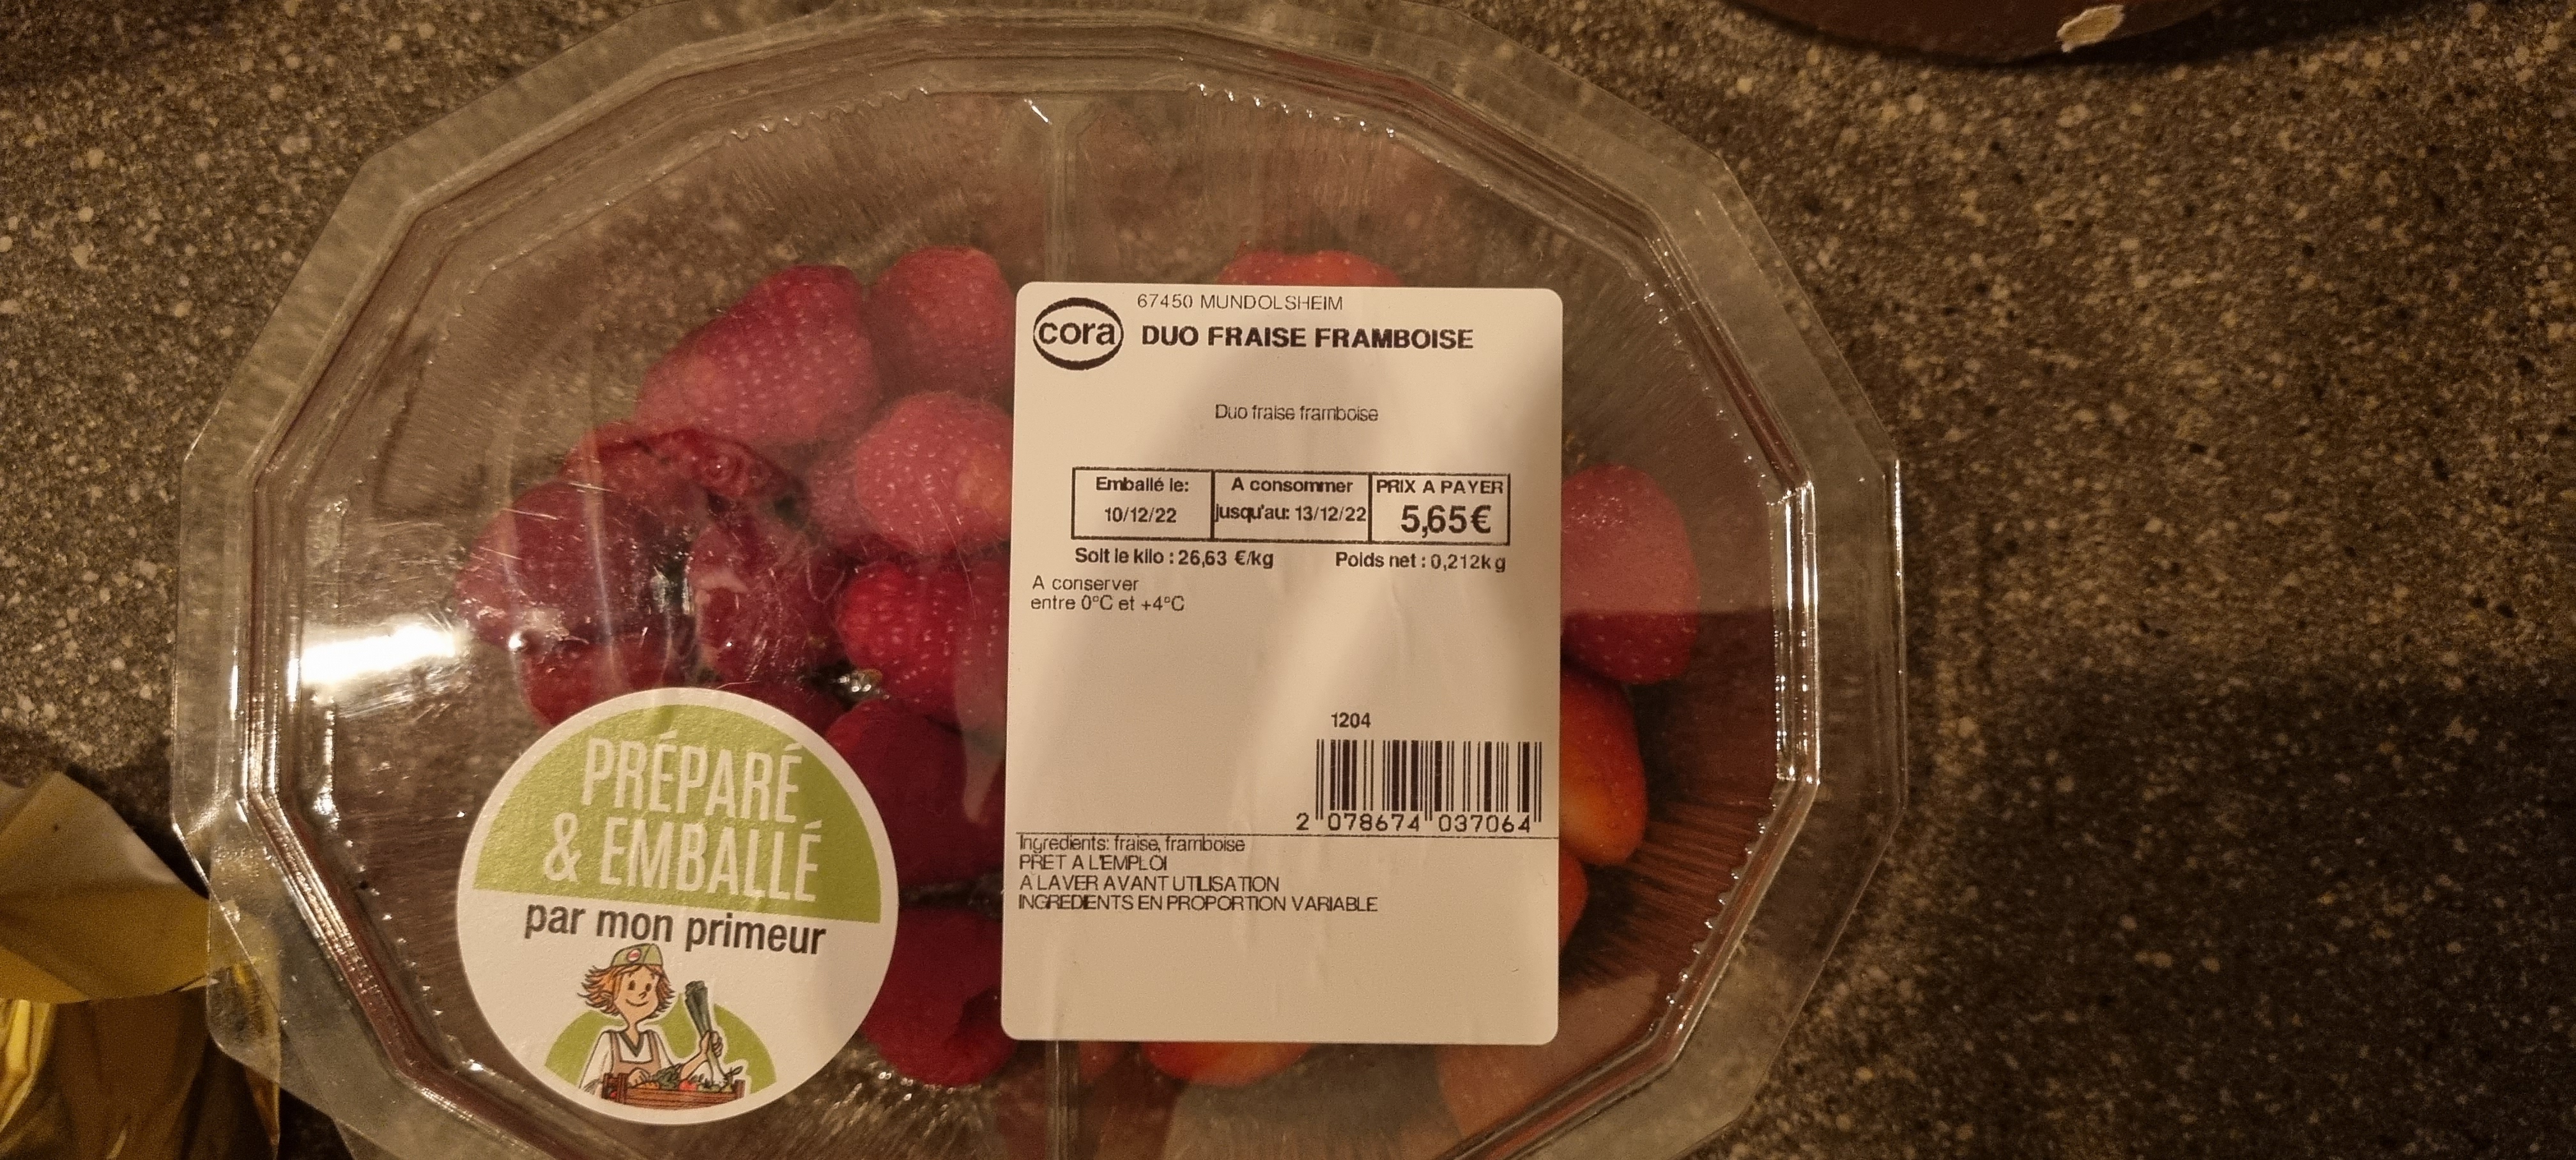 67450 MUNDOLSHEIM
cora DUO FRAISE FRAMBOISE
Duo fraise framboise
Emballé le: A consommer PRIX A PAYER
10/12/22 jusqu'au: 13/12/22 5,65€
Soit le kilo : 26,63 €/kg Poids net : 0,212kg
A conserver
entre 0°C et +4°C
1204
2 078674 037064
Ingredients: fraise, framboise
PRET A L'EMPLOI
A LAVER AVANT UTILISATION
INGREDIENTS EN PROPORTION VARIABLE
PRÉPARÉ
& EMBALLÉ
par mon primeur